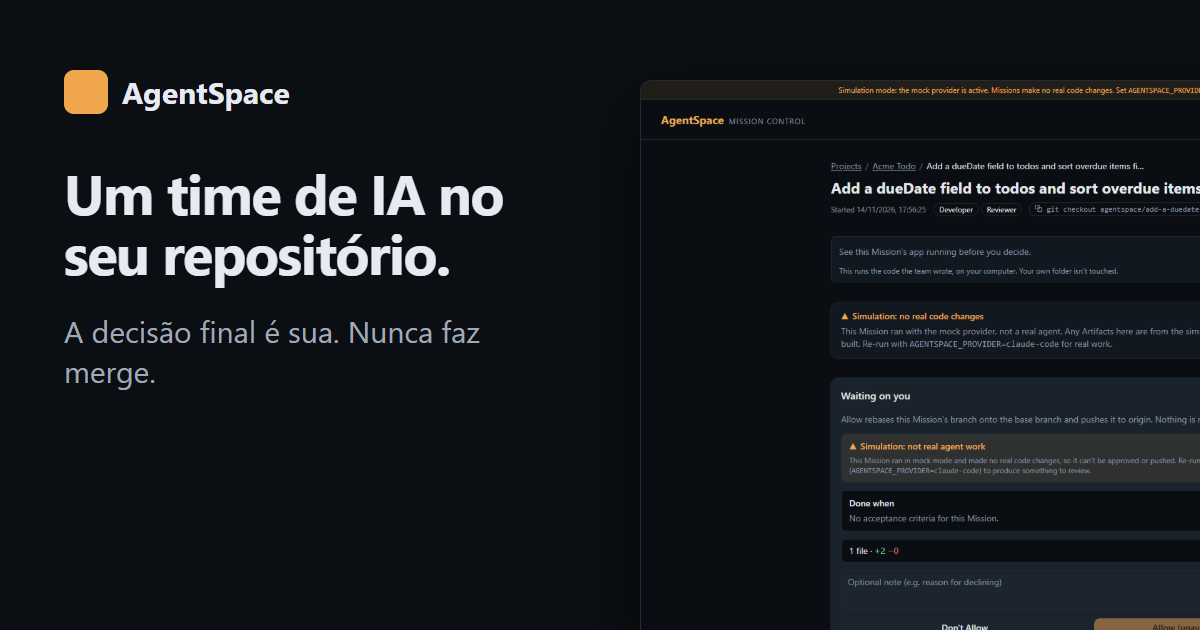 AgentSpace
Um time de IA no
seu repositório.
A decisão final é sua. Nunca faz
merge.
Simulation mode: the mock provider is active. Missions make no real code changes. Set
AgentSpace MISSION CONTROL
Projects / Acme Todo / Add a dueDate field to todos and sort overdue items fi...
Add a dueDate field to todos and sort overdue items
Started 14/11/2026, 17:56:25 Developer Reviewer git checkout agentspace/add-a-duedate
See this Mission's app running before you decide.
This runs the code the team wrote, on your computer. Your own folder isn't touched.
Simulation: no real code changes
This Mission ran with the mock provider, not a real agent. Any Artifacts here are from the
built. Re-run with AGENTSPACE_PROVIDER=claude-code for real work.
Waiting on you
Allow rebases this Mission's branch onto the base branch and pushes it to origin. Nothing is
Simulation: not real agent work
This Mission ran in mock mode and made no real code changes, so it can't be approved or pushed.
(AGENTSPACE_PROVIDER=claude-code) to produce something to review.
Done when
No acceptance criteria for this Mission.
1 file · +2 −0
Optional note (e.g. reason for declining)
Don't Allow
Allow